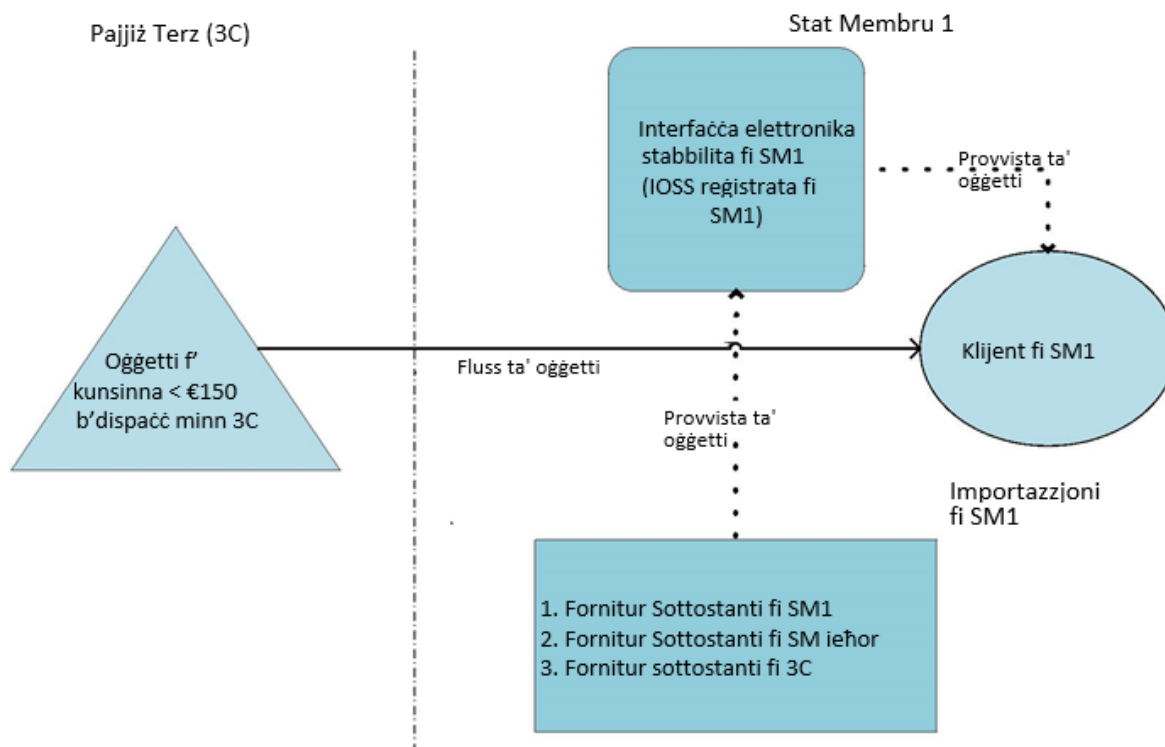 Pajjiż Terz (3C)
Stat Membru 1
Interfaċċa elettronika
stabbilita fi SM1
(IOSS reġistrata fi
SM1)
Provvista ta'
oġġetti
Oġġetti f'
kunsinna < €150
b'dispaċċ minn 3C
Fluss ta' oġġetti
Klijent fi SM1
Provvista ta'
oġġetti
Importazzjoni
fi SM1
1. Fornitur Sottostanti fi SM1
2. Fornitur Sottostanti fi SM ieħor
3. Fornitur sottostanti fi 3C